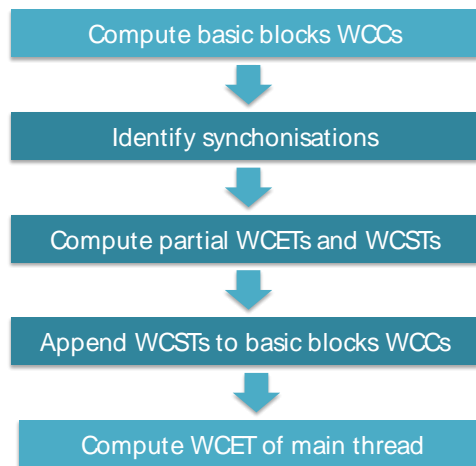 Compute basic blocks WCCs
Identify synchonisations
Compute partial WCETs and WCSTs
Append WCSTs to basic blocks WCCs
Compute WCET of main thread